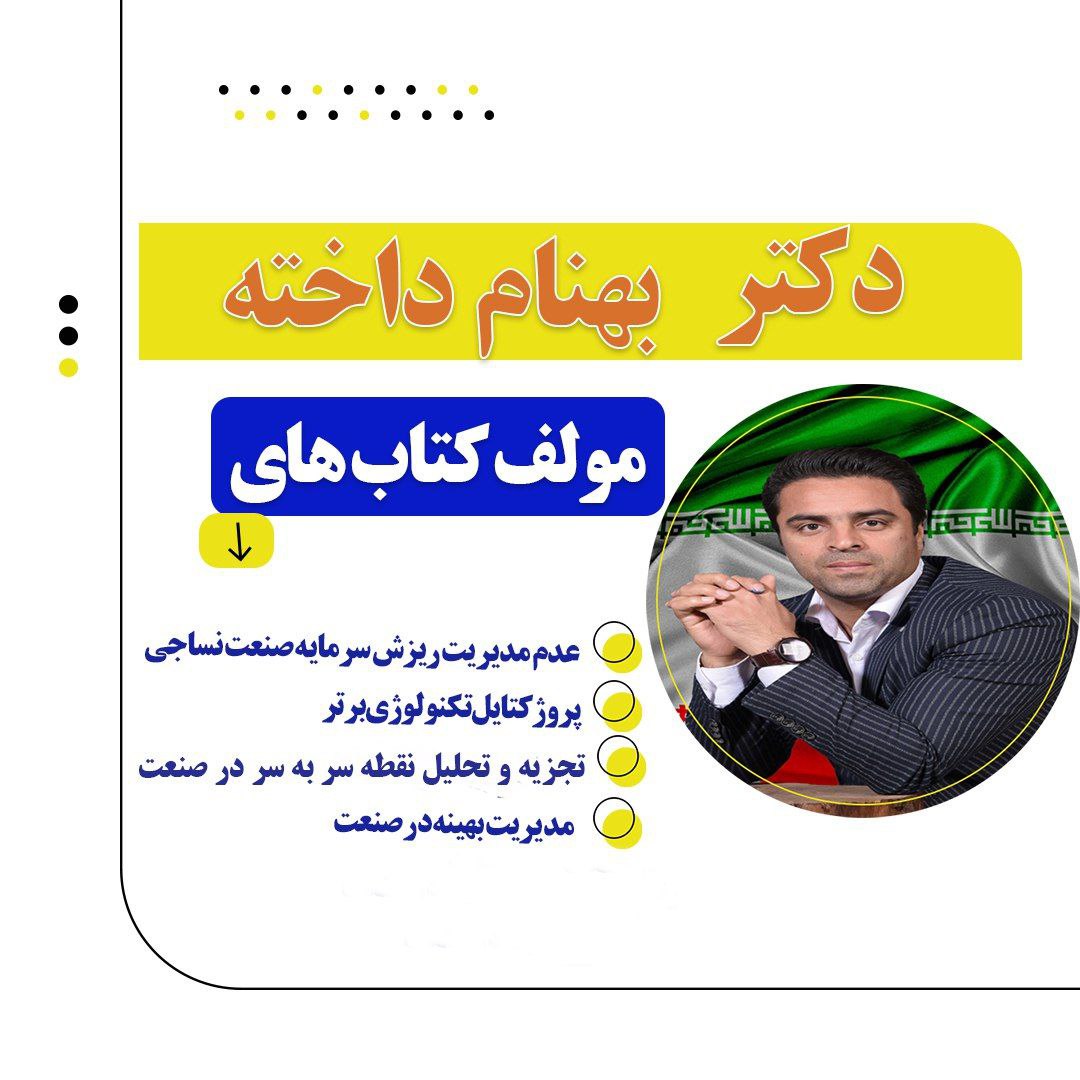 دکتر بهنام داخته
مولف کتاب‌های
عدم مدیریت ریزش سرمایه صنعت نساجی
پروژکتایل تکنولوژی برتر
تجزیه و تحلیل نقطه سر به سر در صنعت
مدیریت بهینه در صنعت